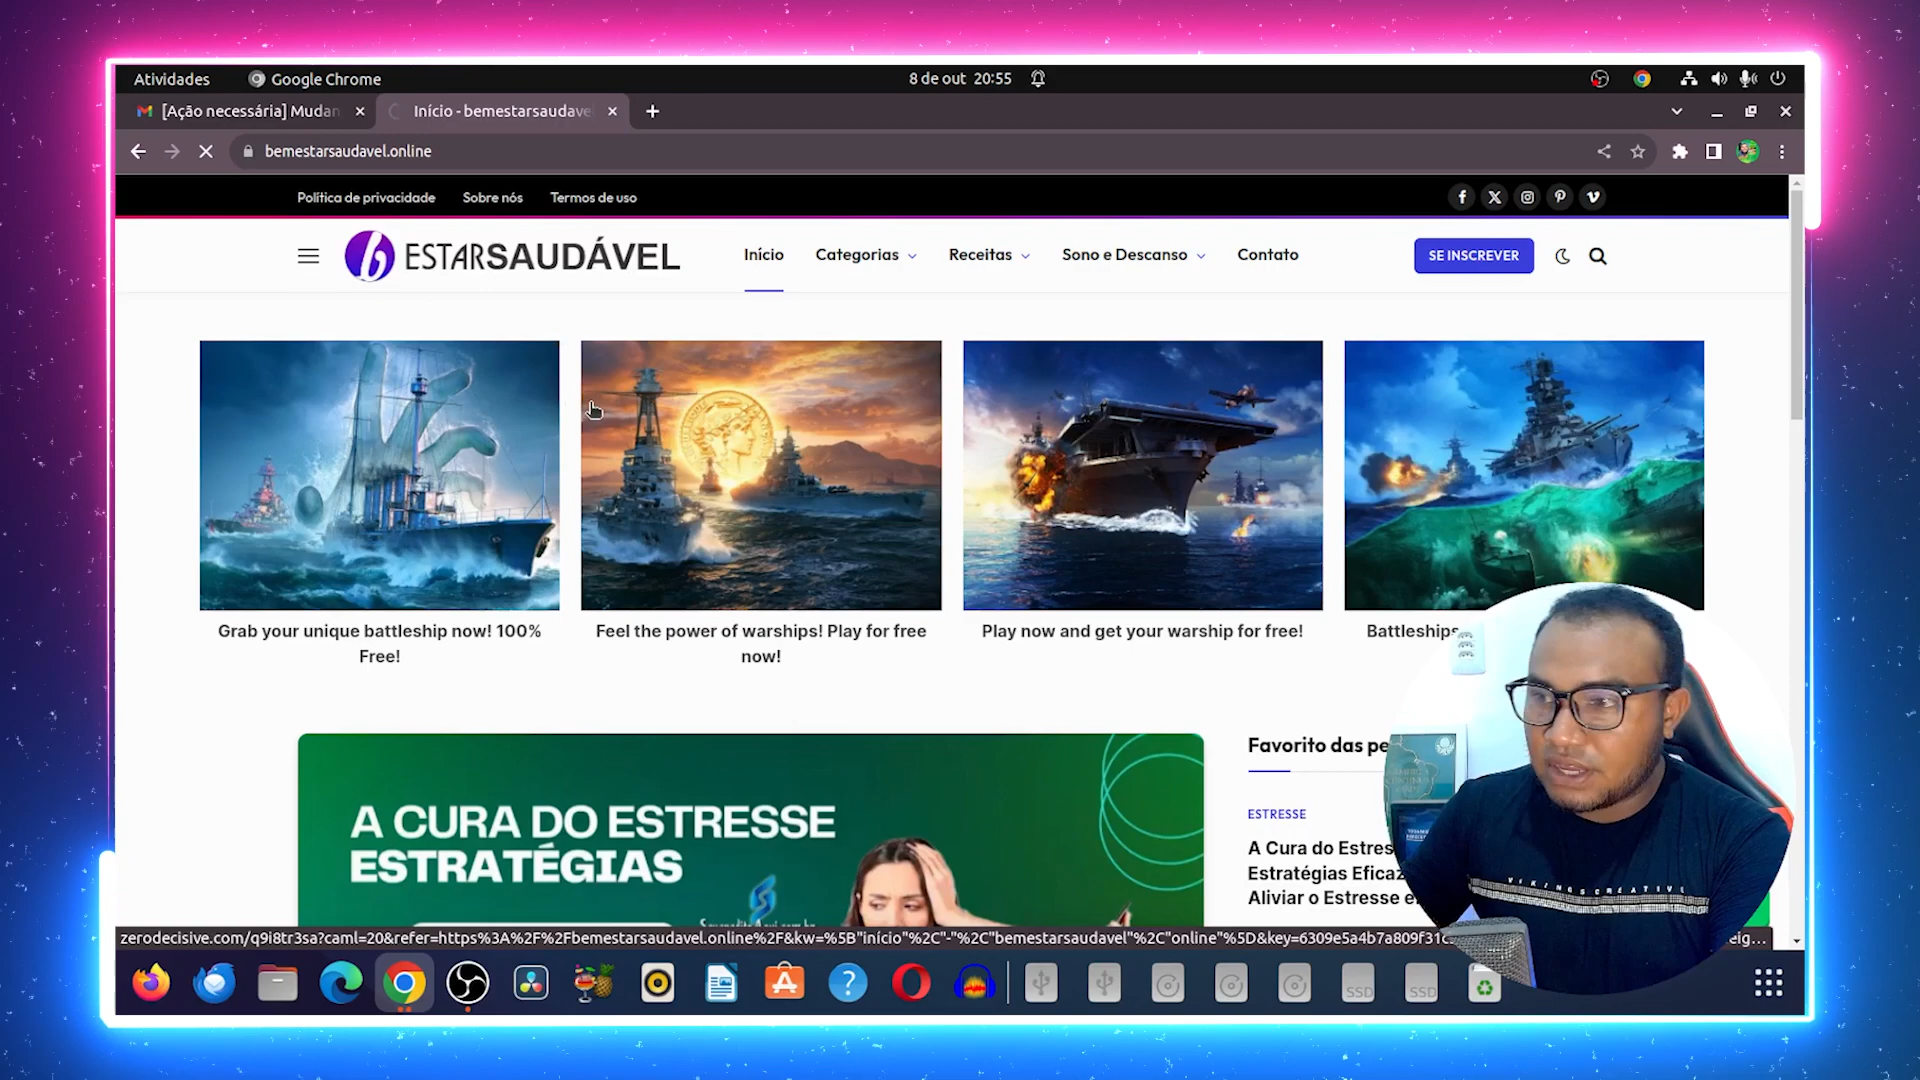 Atividades
Google Chrome
8 de out 20:55
[Ação necessária] Mudan
Início - bemestarsaudave
bemestarsaudavel.online
Política de privacidade
Sobre nós
Termos de uso
b ESTARSAUDÁVEL
Início
Categorias
Receitas
Sono e Descanso
Contato
SE INSCREVER
Grab your unique battleship now! 100%
Free!
Feel the power of warships! Play for free
now!
Play now and get your warship for free!
Battleships
A CURA DO ESTRESSE
ESTRATÉGIAS
Favorito das pe
ESTRESSE
A Cura do Estres
Estratégias Eficaz
Aliviar o Estresse e
VIKINGS CREATIVE
zerodecisive.com/q9i8tr3sa?caml=20&refer=https%3A%2F%2Fbemestarsaudavel.online%2F&kw=%5B"início"%2C"-"%2C"bemestarsaudavel"%2C"online"%5D&key=6309e5a4b7a809f31c
eig...
SSD
SSD